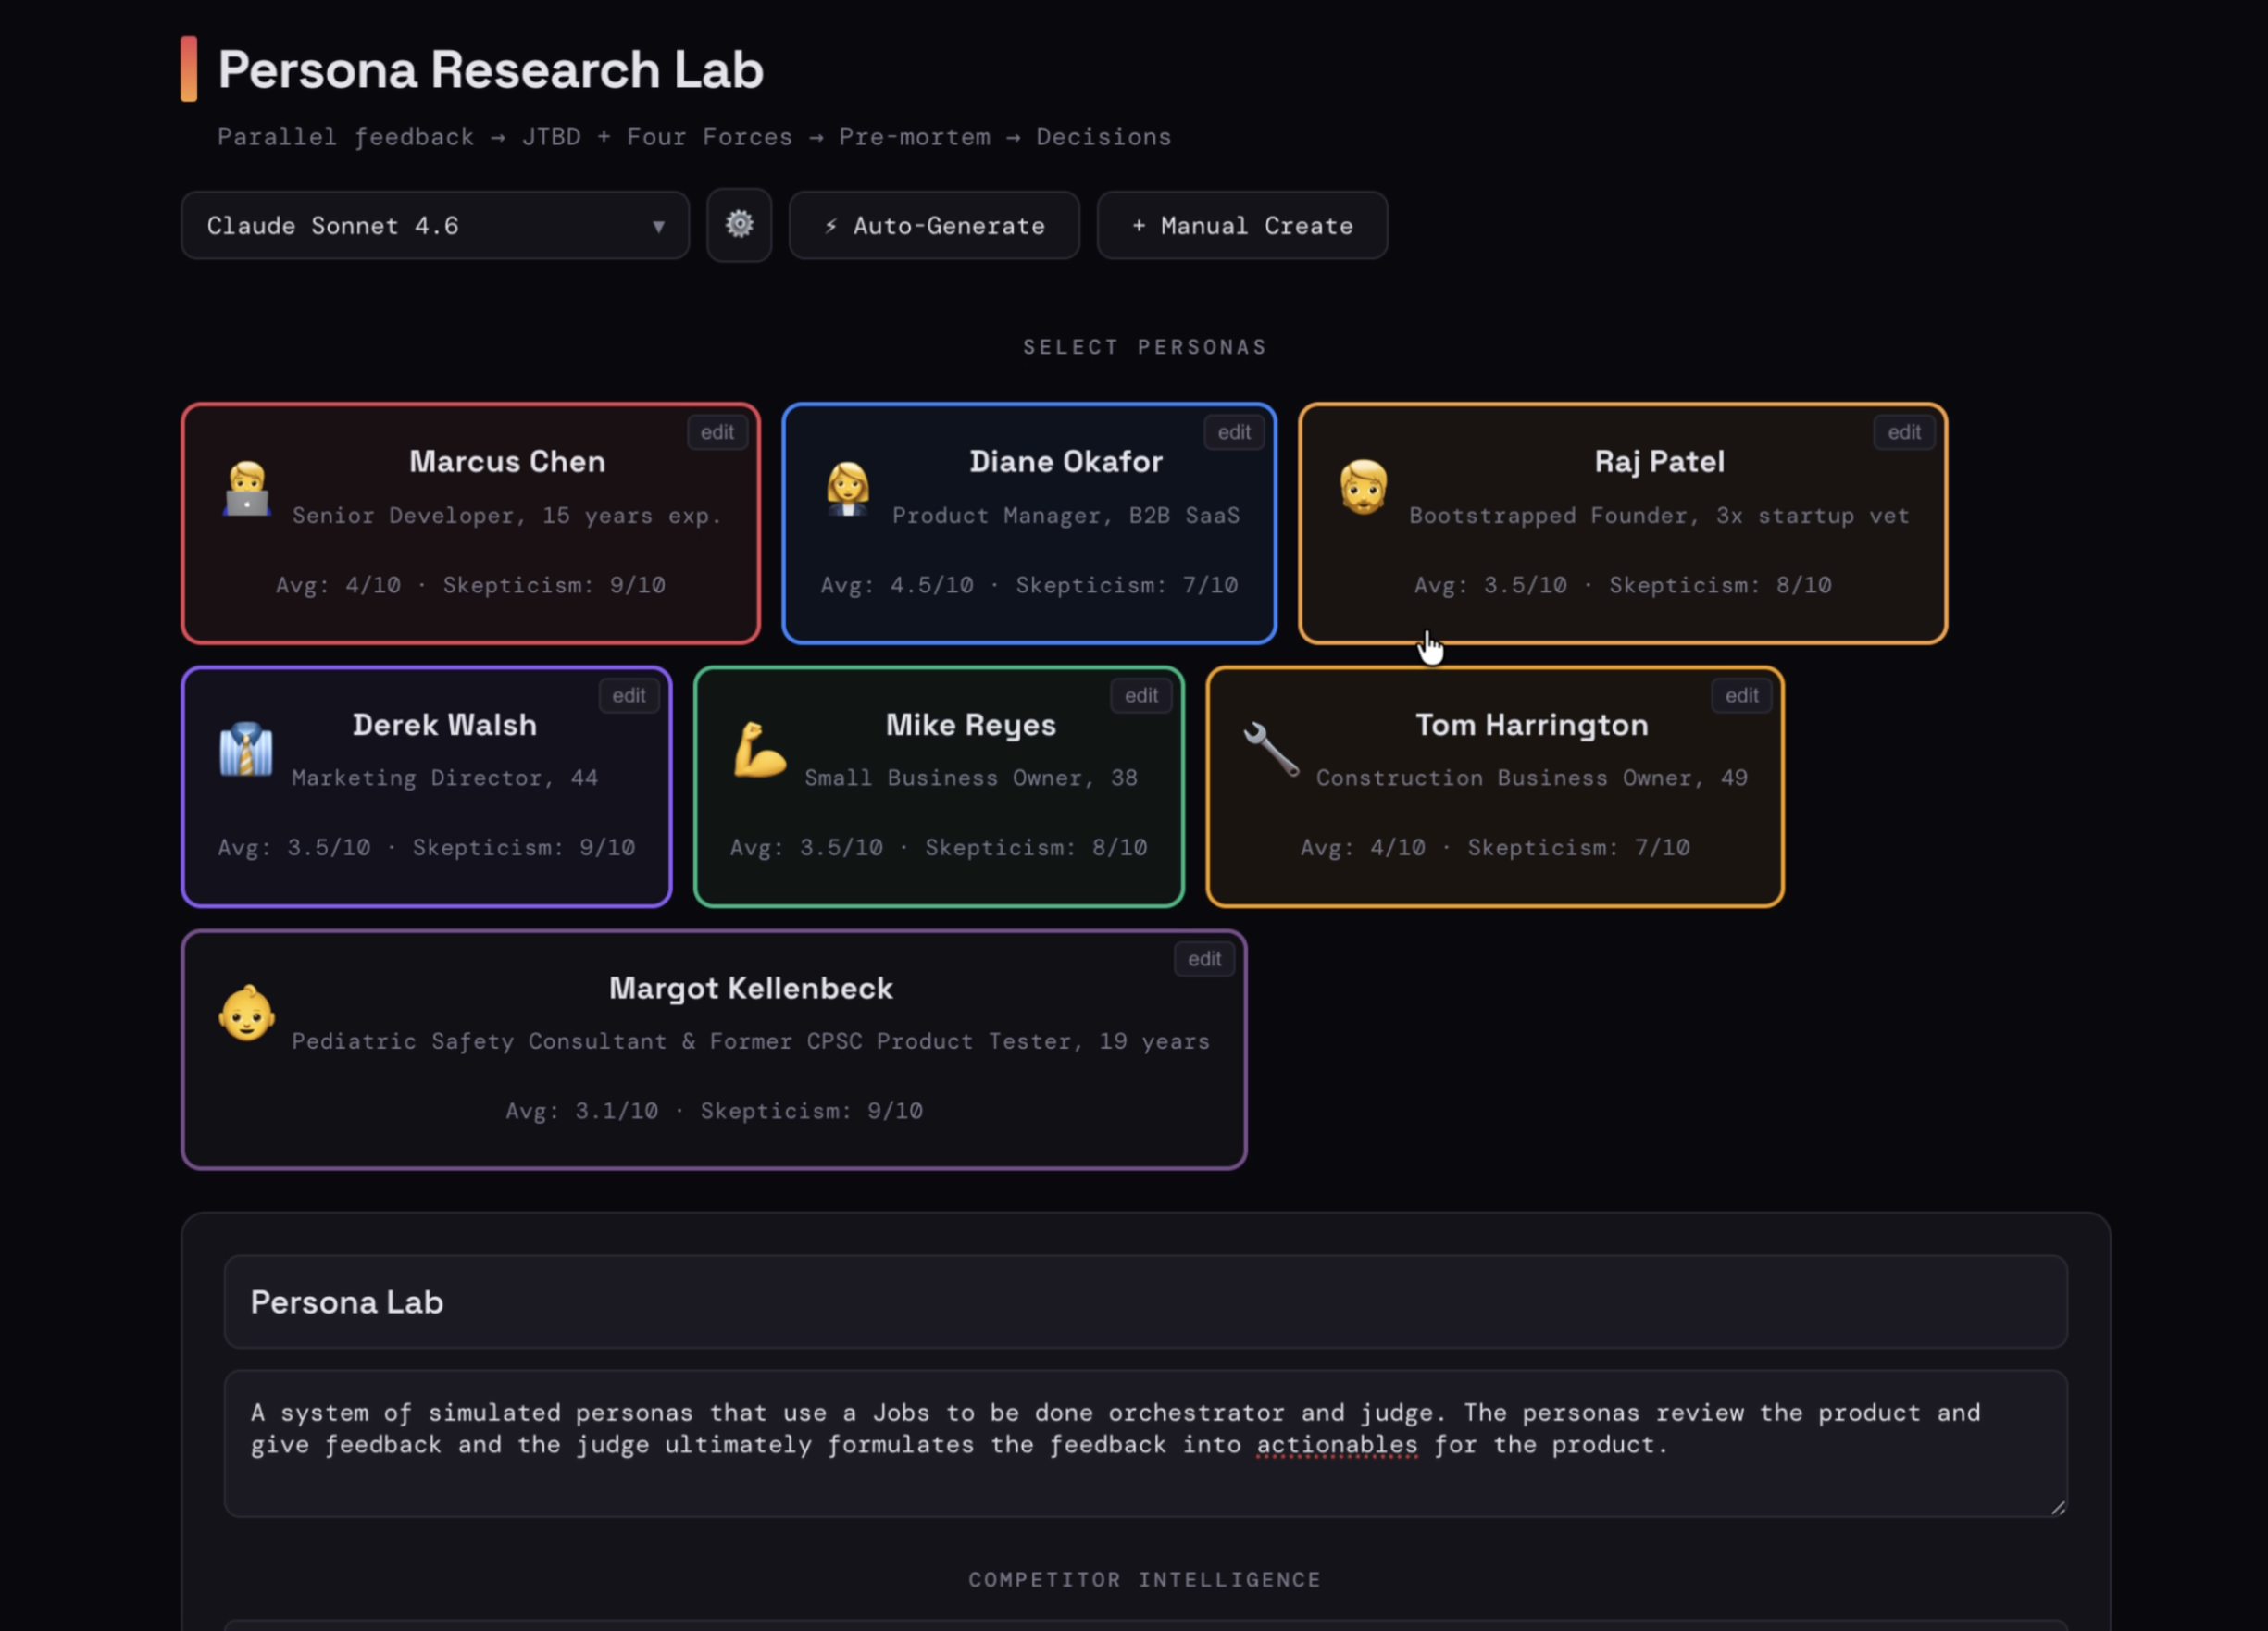 Persona Research Lab
Parallel feedback → JTBD + Four Forces → Pre-mortem → Decisions
Claude Sonnet 4.6 ▼
⚡ Auto-Generate
+ Manual Create
SELECT PERSONAS
edit
Marcus Chen
Senior Developer, 15 years exp.
Avg: 4/10 · Skepticism: 9/10
edit
Diane Okafor
Product Manager, B2B SaaS
Avg: 4.5/10 · Skepticism: 7/10
edit
Raj Patel
Bootstrapped Founder, 3x startup vet
Avg: 3.5/10 · Skepticism: 8/10
edit
Derek Walsh
Marketing Director, 44
Avg: 3.5/10 · Skepticism: 9/10
edit
Mike Reyes
Small Business Owner, 38
Avg: 3.5/10 · Skepticism: 8/10
edit
Tom Harrington
Construction Business Owner, 49
Avg: 4/10 · Skepticism: 7/10
edit
Margot Kellenbeck
Pediatric Safety Consultant & Former CPSC Product Tester, 19 years
Avg: 3.1/10 · Skepticism: 9/10
Persona Lab
A system of simulated personas that use a Jobs to be done orchestrator and judge. The personas review the product and
give feedback and the judge ultimately formulates the feedback into actionables for the product.
COMPETITOR INTELLIGENCE